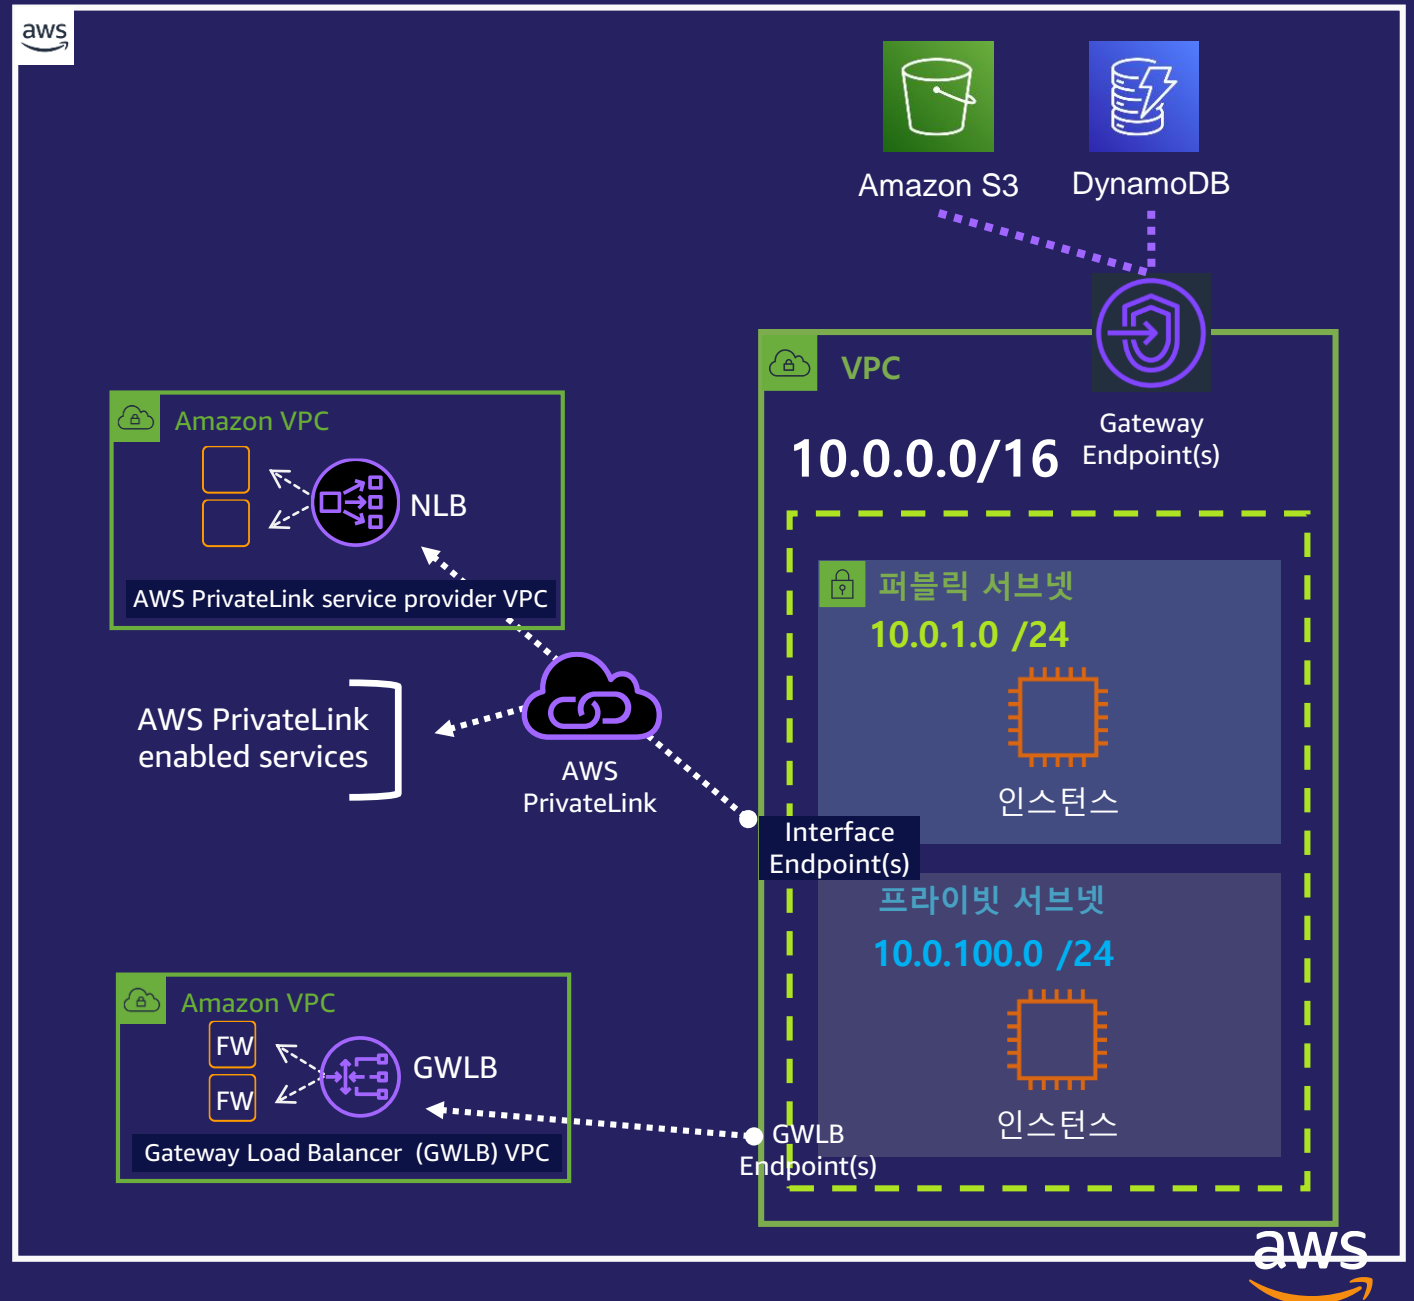 aws
Amazon S3
DynamoDB
VPC
Gateway
Endpoint(s)
10.0.0.0/16
Amazon VPC
NLB
AWS PrivateLink service provider VPC
퍼블릭 서브넷
10.0.1.0 /24
인스턴스
AWS PrivateLink
enabled services
AWS
PrivateLink
Interface
Endpoint(s)
프라이빗 서브넷
10.0.100.0 /24
인스턴스
Amazon VPC
FW
FW
GWLB
Gateway Load Balancer (GWLB) VPC
GWLB
Endpoint(s)
aws